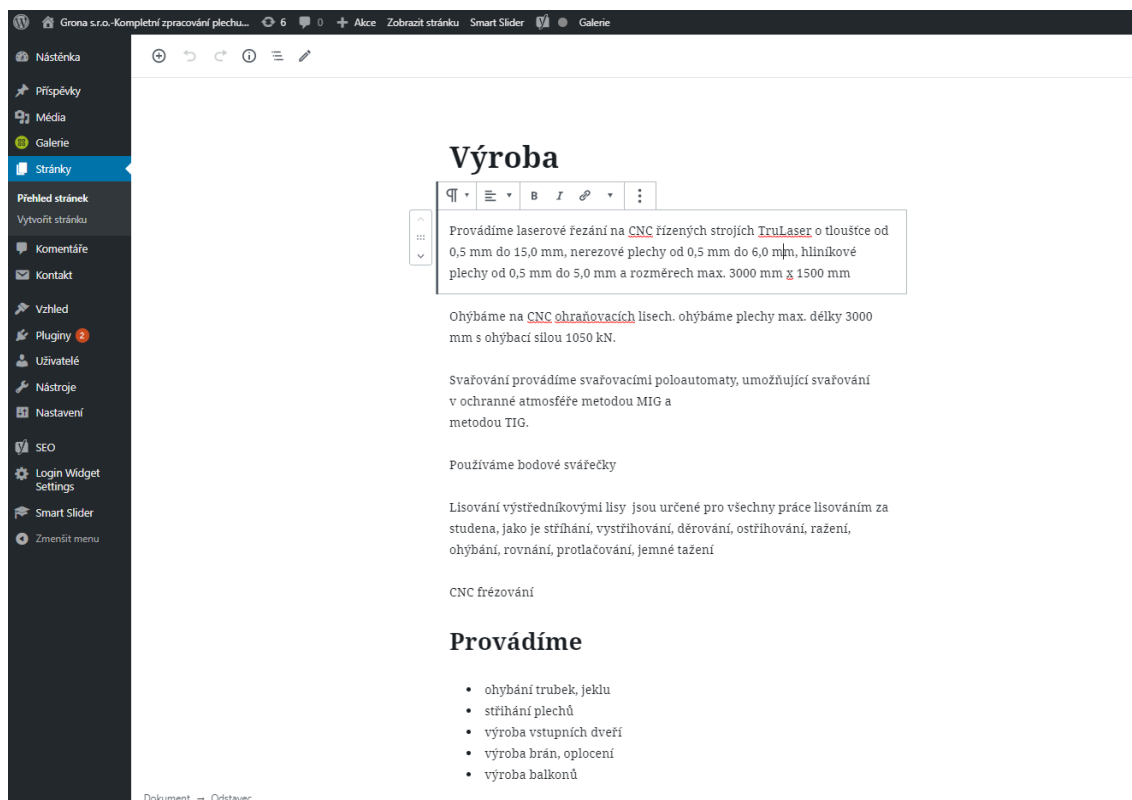 Grona s.r.o.-Kompletní zpracování plechu... 6 0 Akce Zobrazit stránku Smart Slider Galerie
Nástěnka
Příspěvky
Média
Galerie
Stránky
Přehled stránek
Vytvořit stránku
Komentáře
Kontakt
Vzhled
Pluginy 2
Uživatelé
Nástroje
Nastavení
SEO
Login Widget
Settings
Smart Slider
Zmenšit menu
Výroba
B I
Provádíme laserové řezání na CNC řízených strojích TruLaser o tloušťce od
0,5 mm do 15,0 mm, nerezové plechy od 0,5 mm do 6,0 mm, hliníkové
plechy od 0,5 mm do 5,0 mm a rozměrech max. 3000 mm x 1500 mm
Ohýbáme na CNC ohraňovacích lisech. ohýbáme plechy max. délky 3000
mm s ohýbací silou 1050 kN.
Svařování provádíme svařovacími poloautomaty, umožňující svařování
v ochranné atmosféře metodou MIG a
metodou TIG.
Používáme bodové svářečky
Lisování výstředníkovými lisy jsou určené pro všechny práce lisováním za
studena, jako je stříhání, vystřihování, děrování, ostřihování, ražení,
ohýbání, rovnání, protlačování, jemné tažení
CNC frézování
Provádíme
ohybání trubek, jeklu
stříhání plechů
výroba vstupních dveří
výroba brán, oplocení
výroba balkonů
Dokument → Odstavec